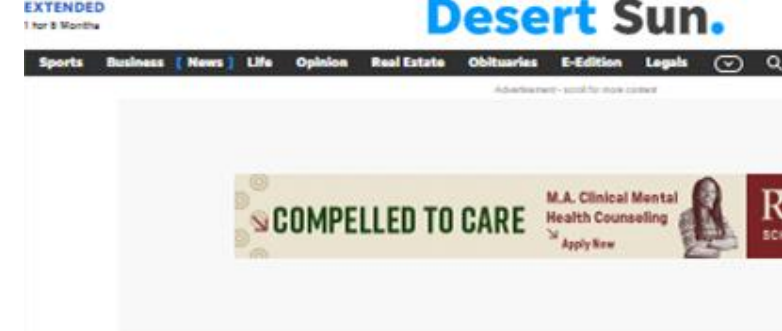 EXTENDED
Desert Sun.
1 for 6 Months
Sports Business [ News ] Life Opinion Real Estate Obituaries E-Edition Legals
Advertisement - scroll for more content
COMPELLED TO CARE
M.A. Clinical Mental
Health Counseling
Apply Now
R
SCI